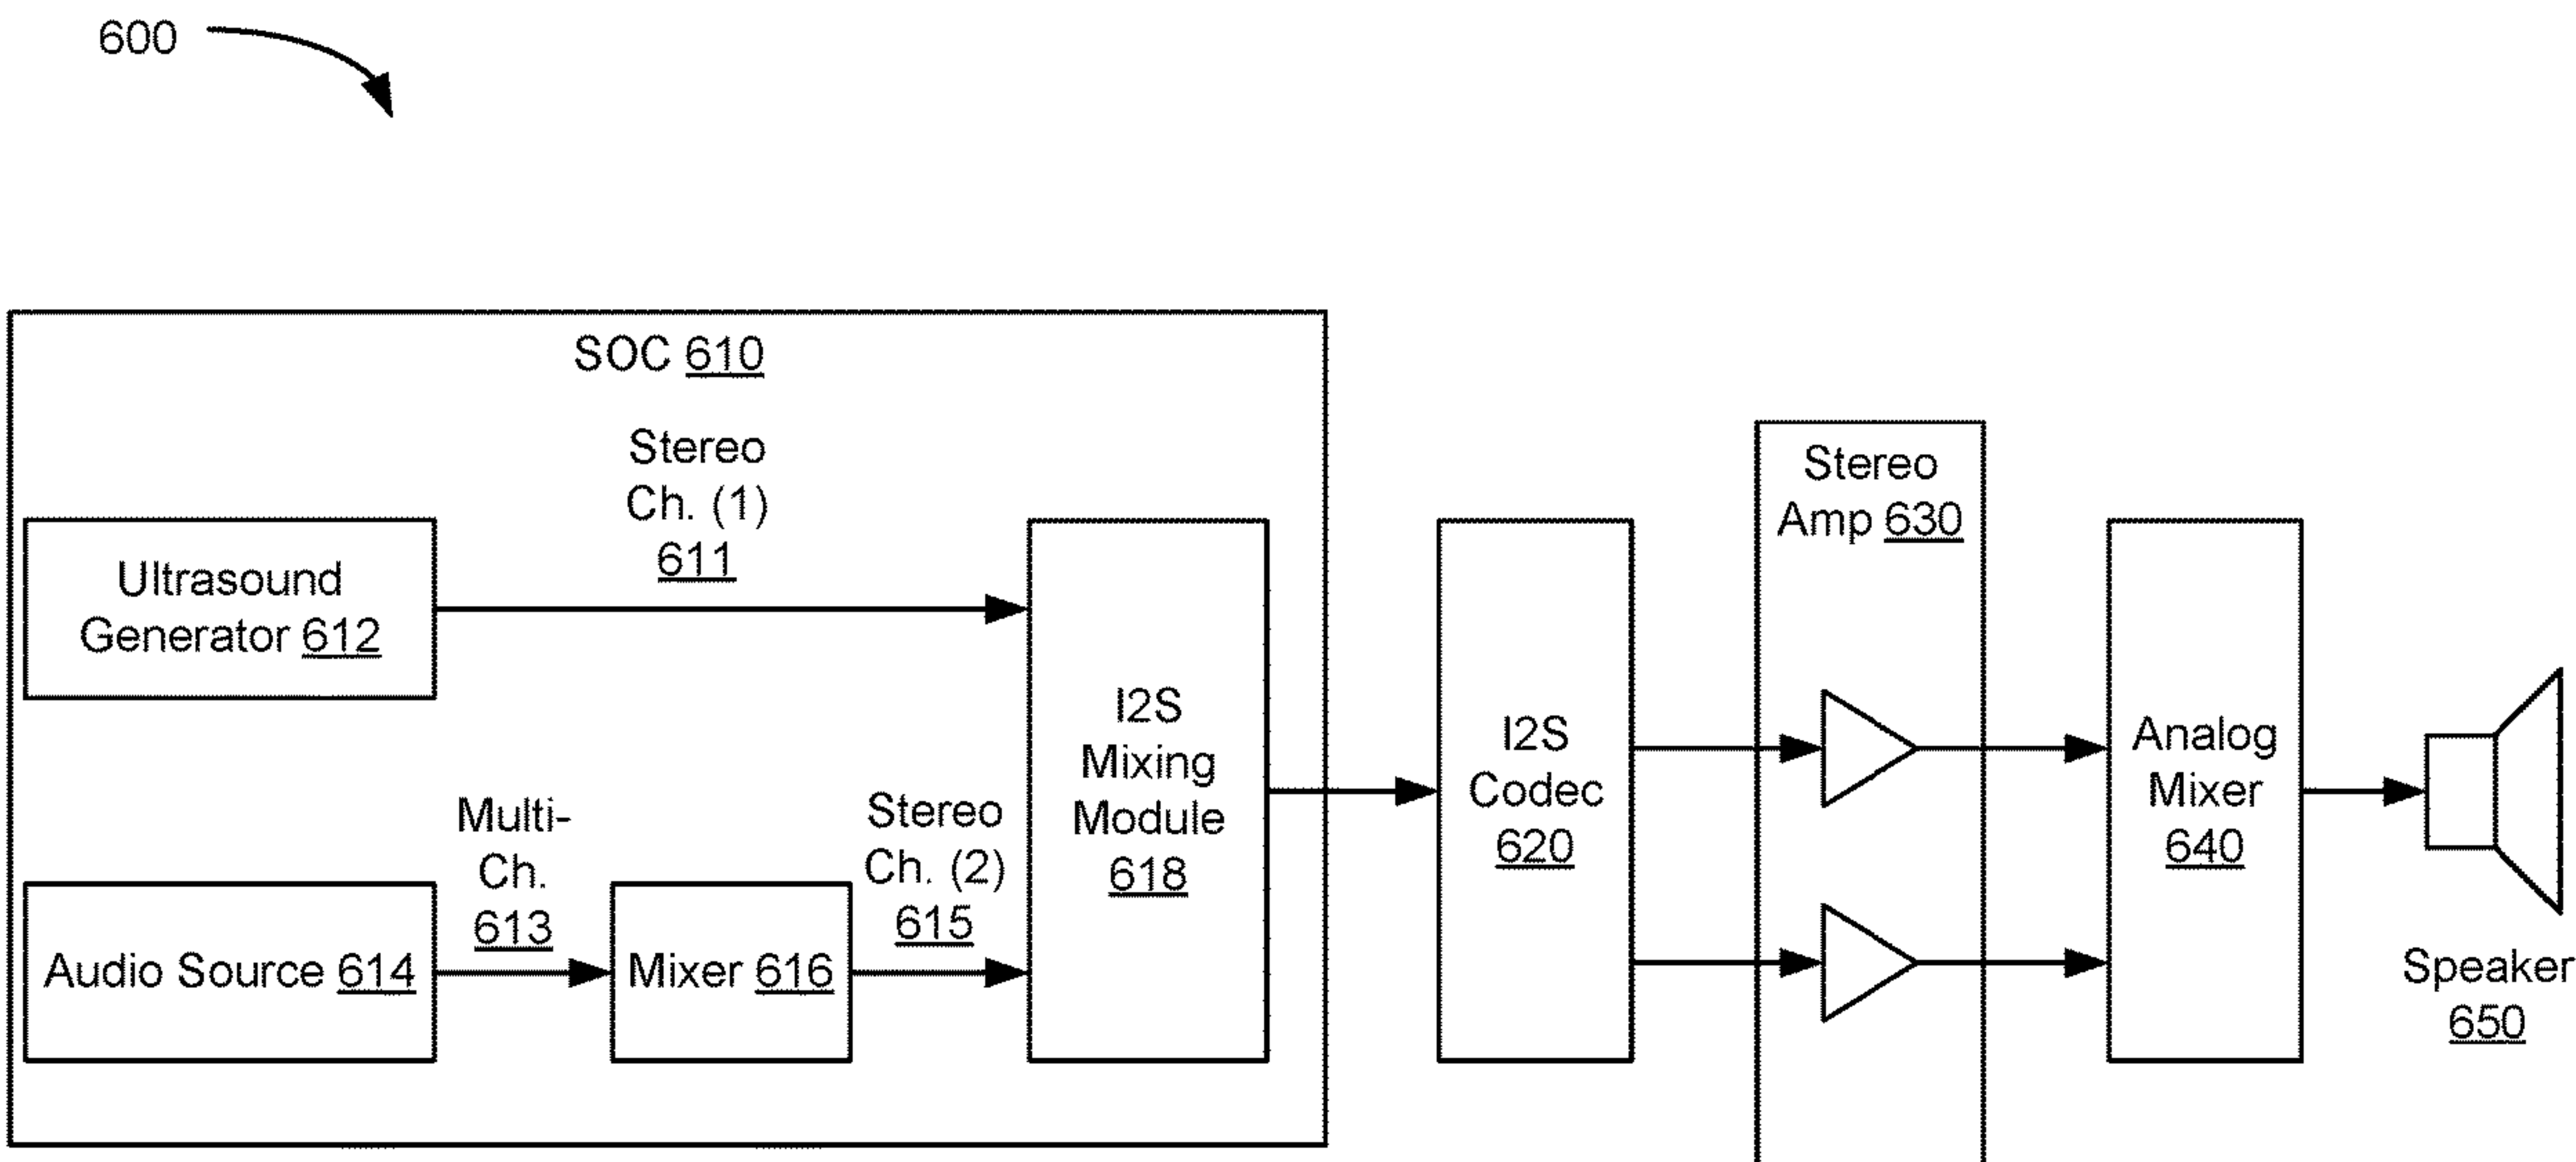 600
SOC 610
Stereo
Ch. (1)
611
Ultrasound
Generator 612
Multi-
Ch.
613
Audio Source 614
Mixer 616
Stereo
Ch. (2)
615
I2S
Mixing
Module
618
I2S
Codec
620
Stereo
Amp 630
Analog
Mixer
640
Speaker
650